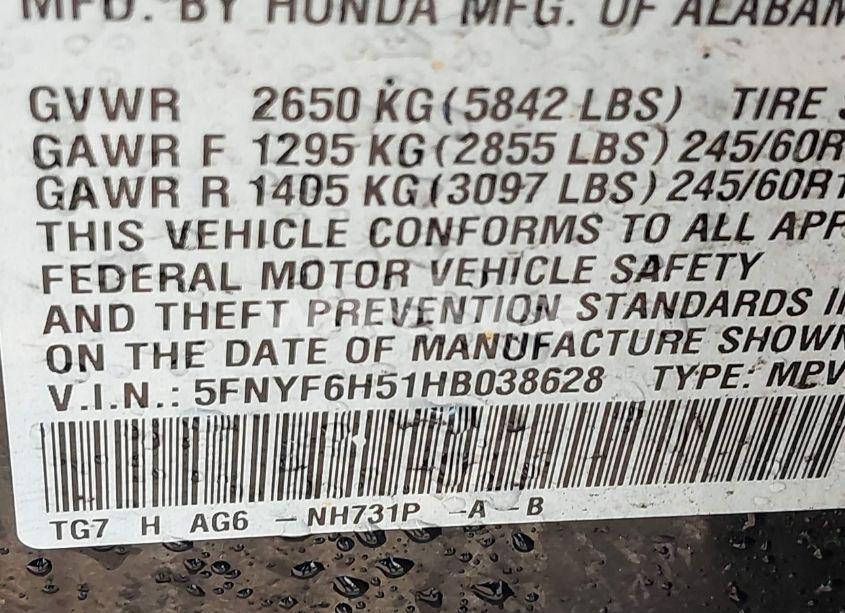 MFD. BY HONDA MFG. OF ALABAM
GVWR 2650 KG(5842 LBS) TIRE
GAWR F 1295 KG(2855 LBS) 245/60R
GAWR R 1405 KG(3097 LBS) 245/60R1
THIS VEHICLE CONFORMS TO ALL APP
FEDERAL MOTOR VEHICLE SAFETY
AND THEFT PREVENTION STANDARDS I
ON THE DATE OF MANUFACTURE SHOWN
V.I.N.: 5FNYF6H51HB038628 TYPE: MPV
TG7 H AG6 - NH731P - A - B